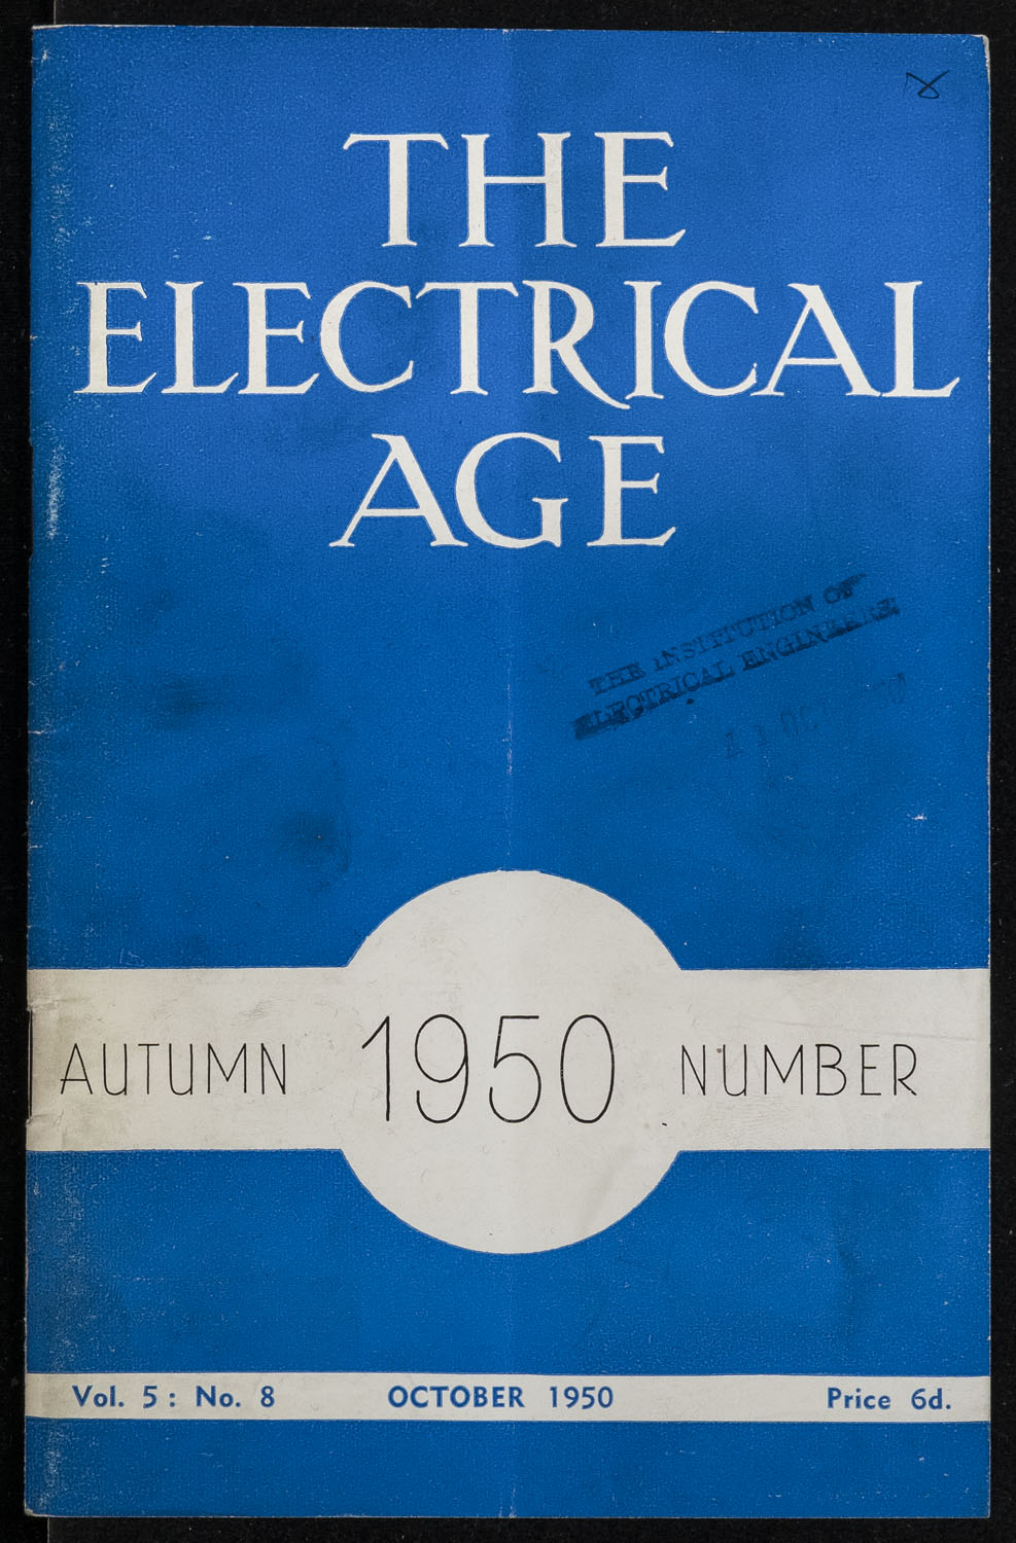 THE
ELECTRICAL
AGE
THE INSTITUTION OF
ELECTRICAL ENGINEERS
AUTUMN 1950 NUMBER
Vol. 5 : No. 8 OCTOBER 1950 Price 6d.